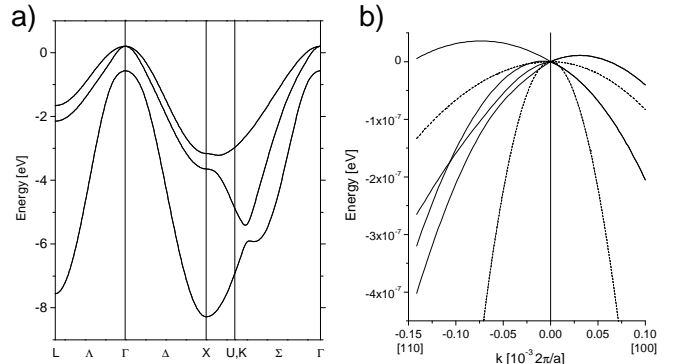 a)
0
-2
-4
-6
-8
Energy [eV]
L Λ Γ Δ X U,K Σ Γ
b)
0
-1x10⁻⁷
-2x10⁻⁷
-3x10⁻⁷
-4x10⁻⁷
Energy [eV]
-0.15 -0.10 -0.05 0.00 0.05 0.10
[110] k [10⁻³ 2π/a] [100]